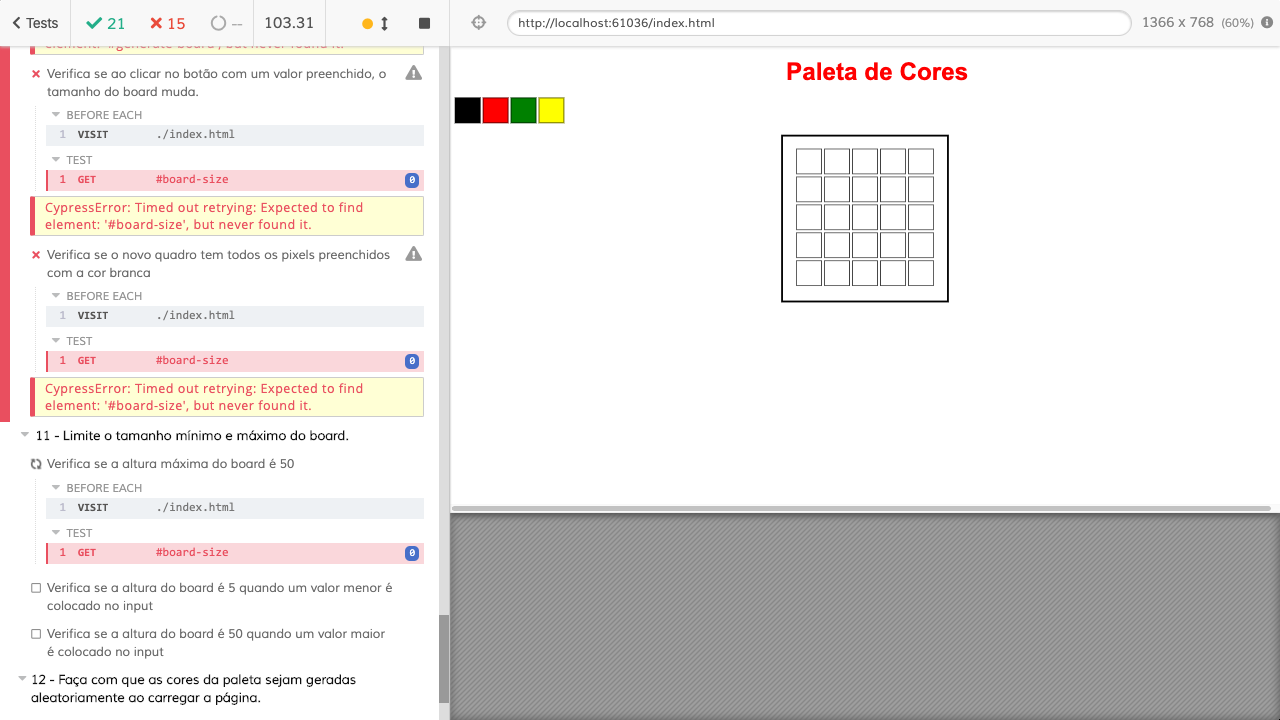 Tests
21
15
--
103.31
http://localhost:61036/index.html
1366 x 768 (60%)
element: '#generate-board', but never found it.
Verifica se ao clicar no botão com um valor preenchido, o
tamanho do board muda.
BEFORE EACH
1 VISIT ./index.html
TEST
1 GET #board-size 0
CypressError: Timed out retrying: Expected to find
element: '#board-size', but never found it.
Verifica se o novo quadro tem todos os pixels preenchidos
com a cor branca
BEFORE EACH
1 VISIT ./index.html
TEST
1 GET #board-size 0
CypressError: Timed out retrying: Expected to find
element: '#board-size', but never found it.
11 - Limite o tamanho mínimo e máximo do board.
Verifica se a altura máxima do board é 50
BEFORE EACH
1 VISIT ./index.html
TEST
1 GET #board-size 0
Verifica se a altura do board é 5 quando um valor menor é
colocado no input
Verifica se a altura do board é 50 quando um valor maior
é colocado no input
12 - Faça com que as cores da paleta sejam geradas
aleatoriamente ao carregar a página.
Paleta de Cores